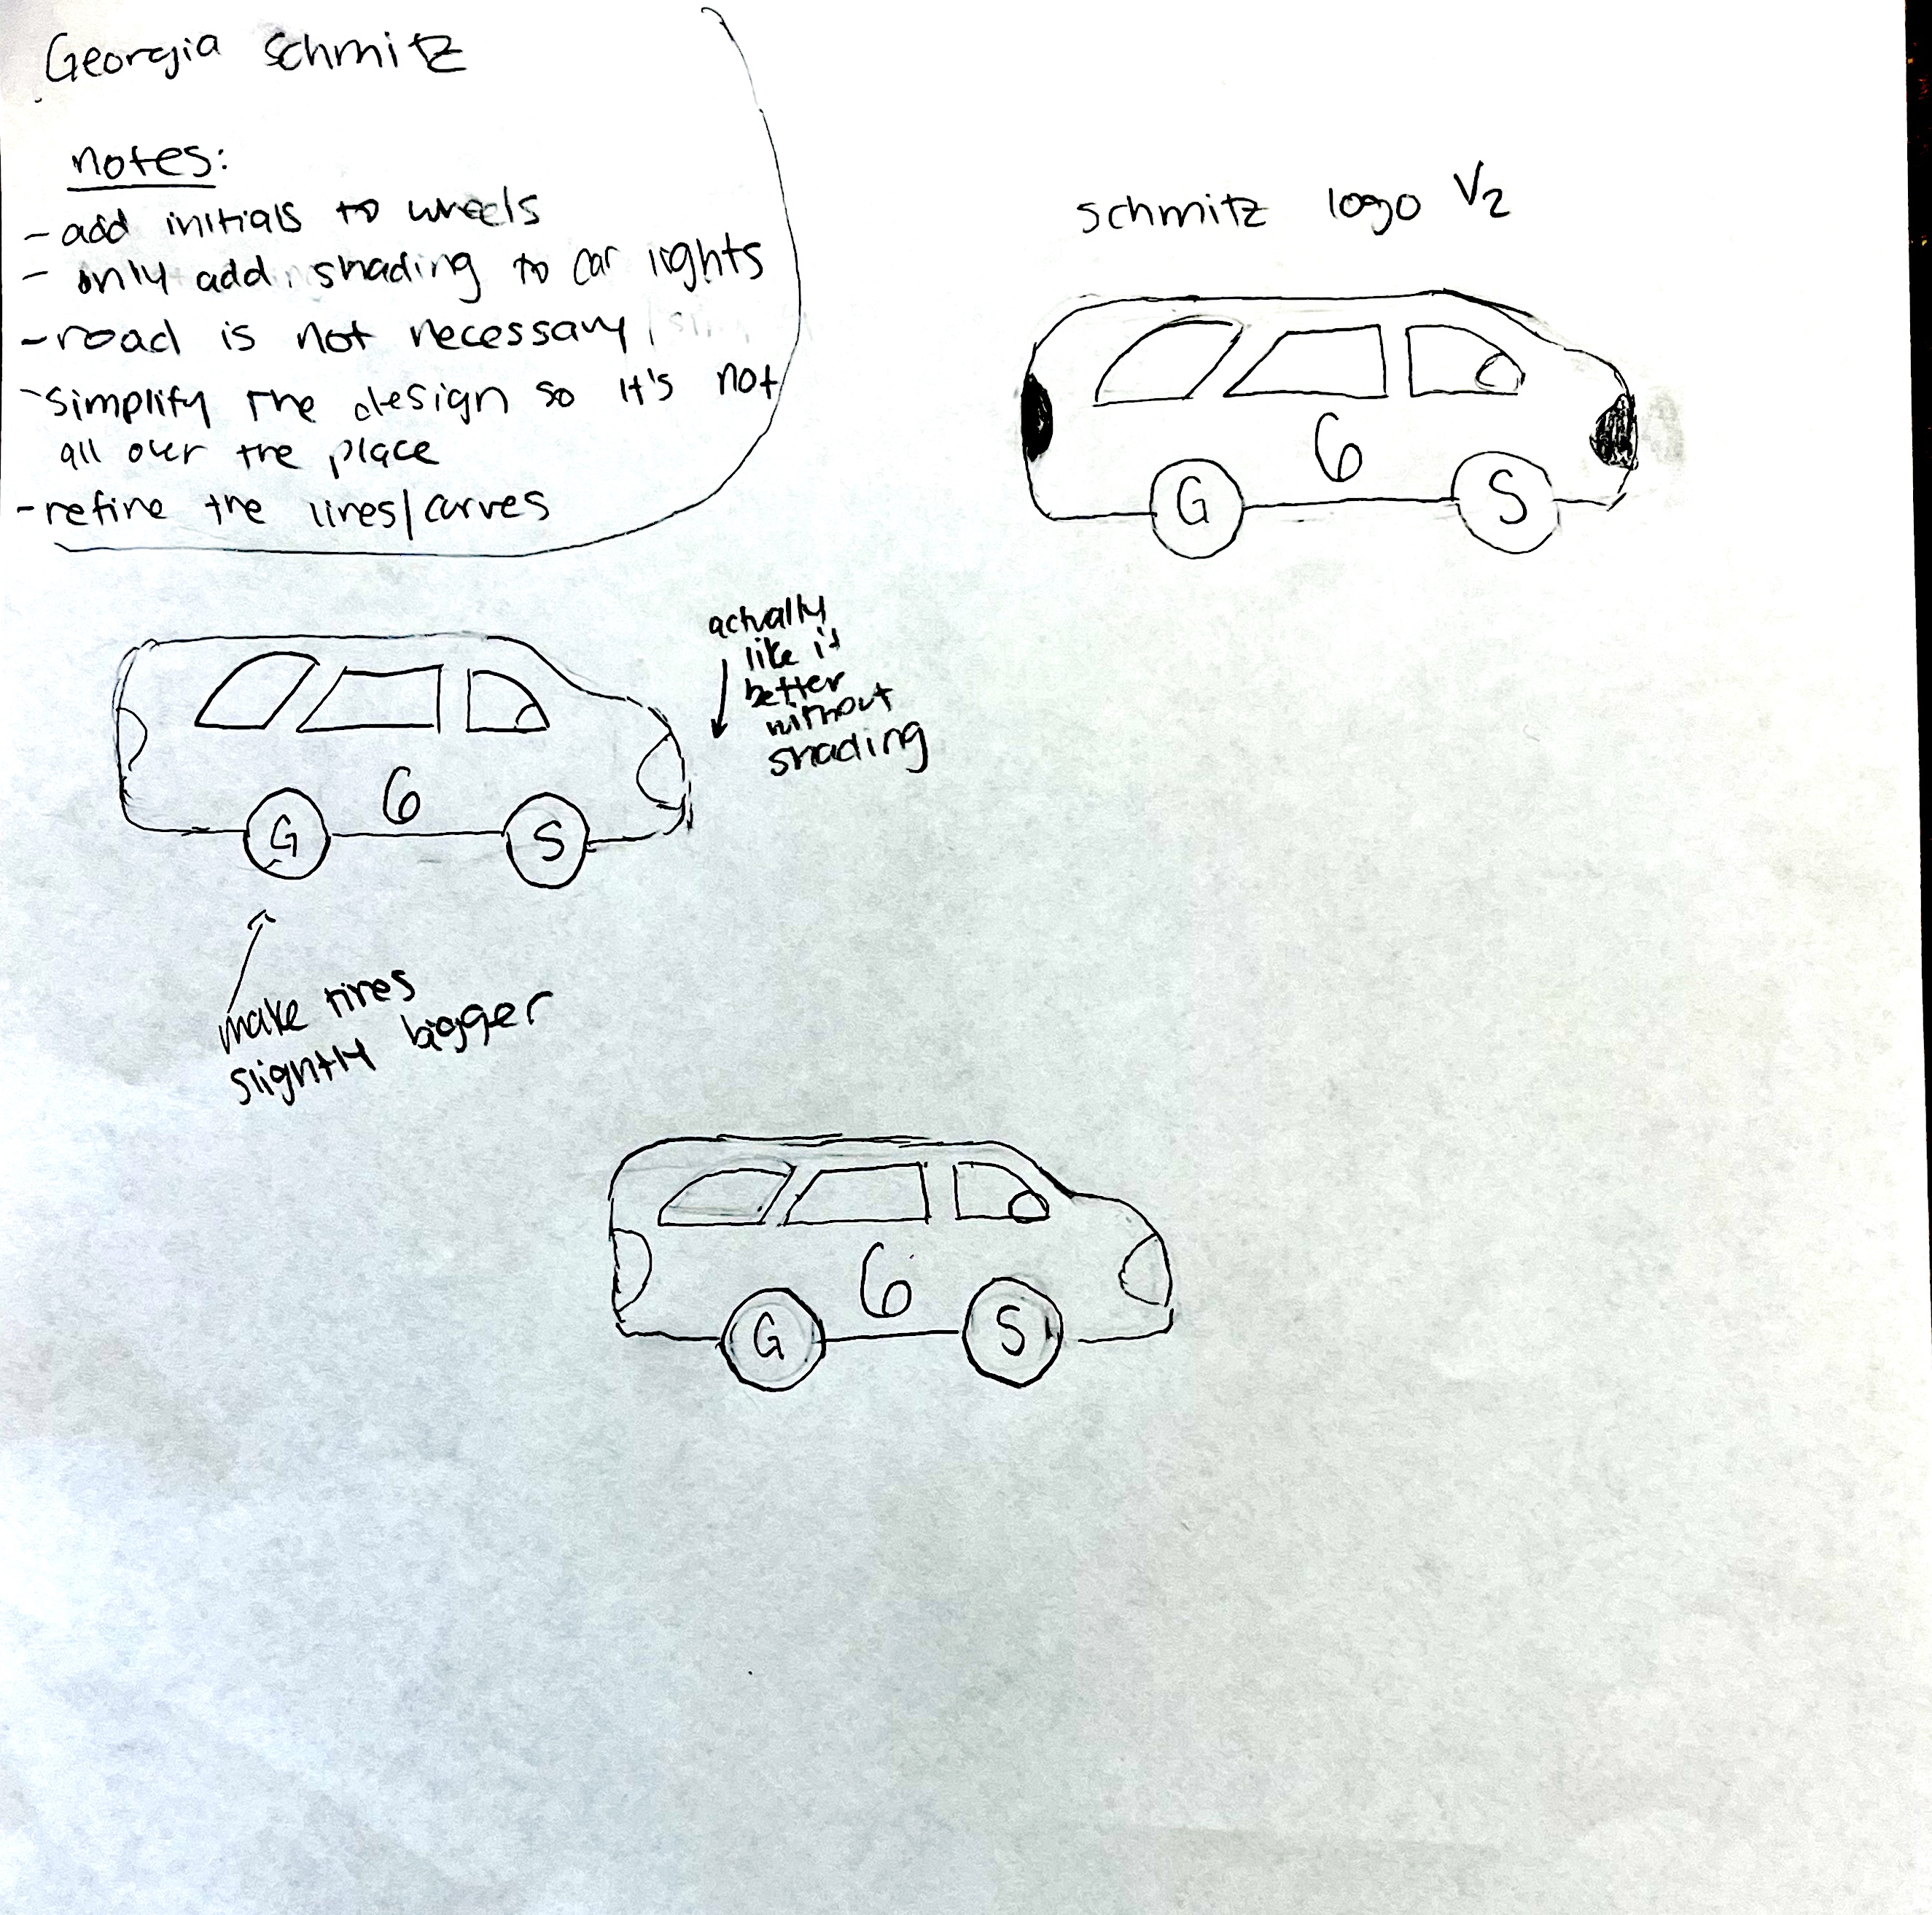 Georgia Schmitz
notes:
- add initials to wheels
- only add shading to car lights
- road is not necessary
- simplify the design so it's not
all over the place
- refine the lines/curves
schmitz logo V2
6
G
S
actually
like it
better
without
shading
6
G
S
make tires
slightly bigger
6
G
S